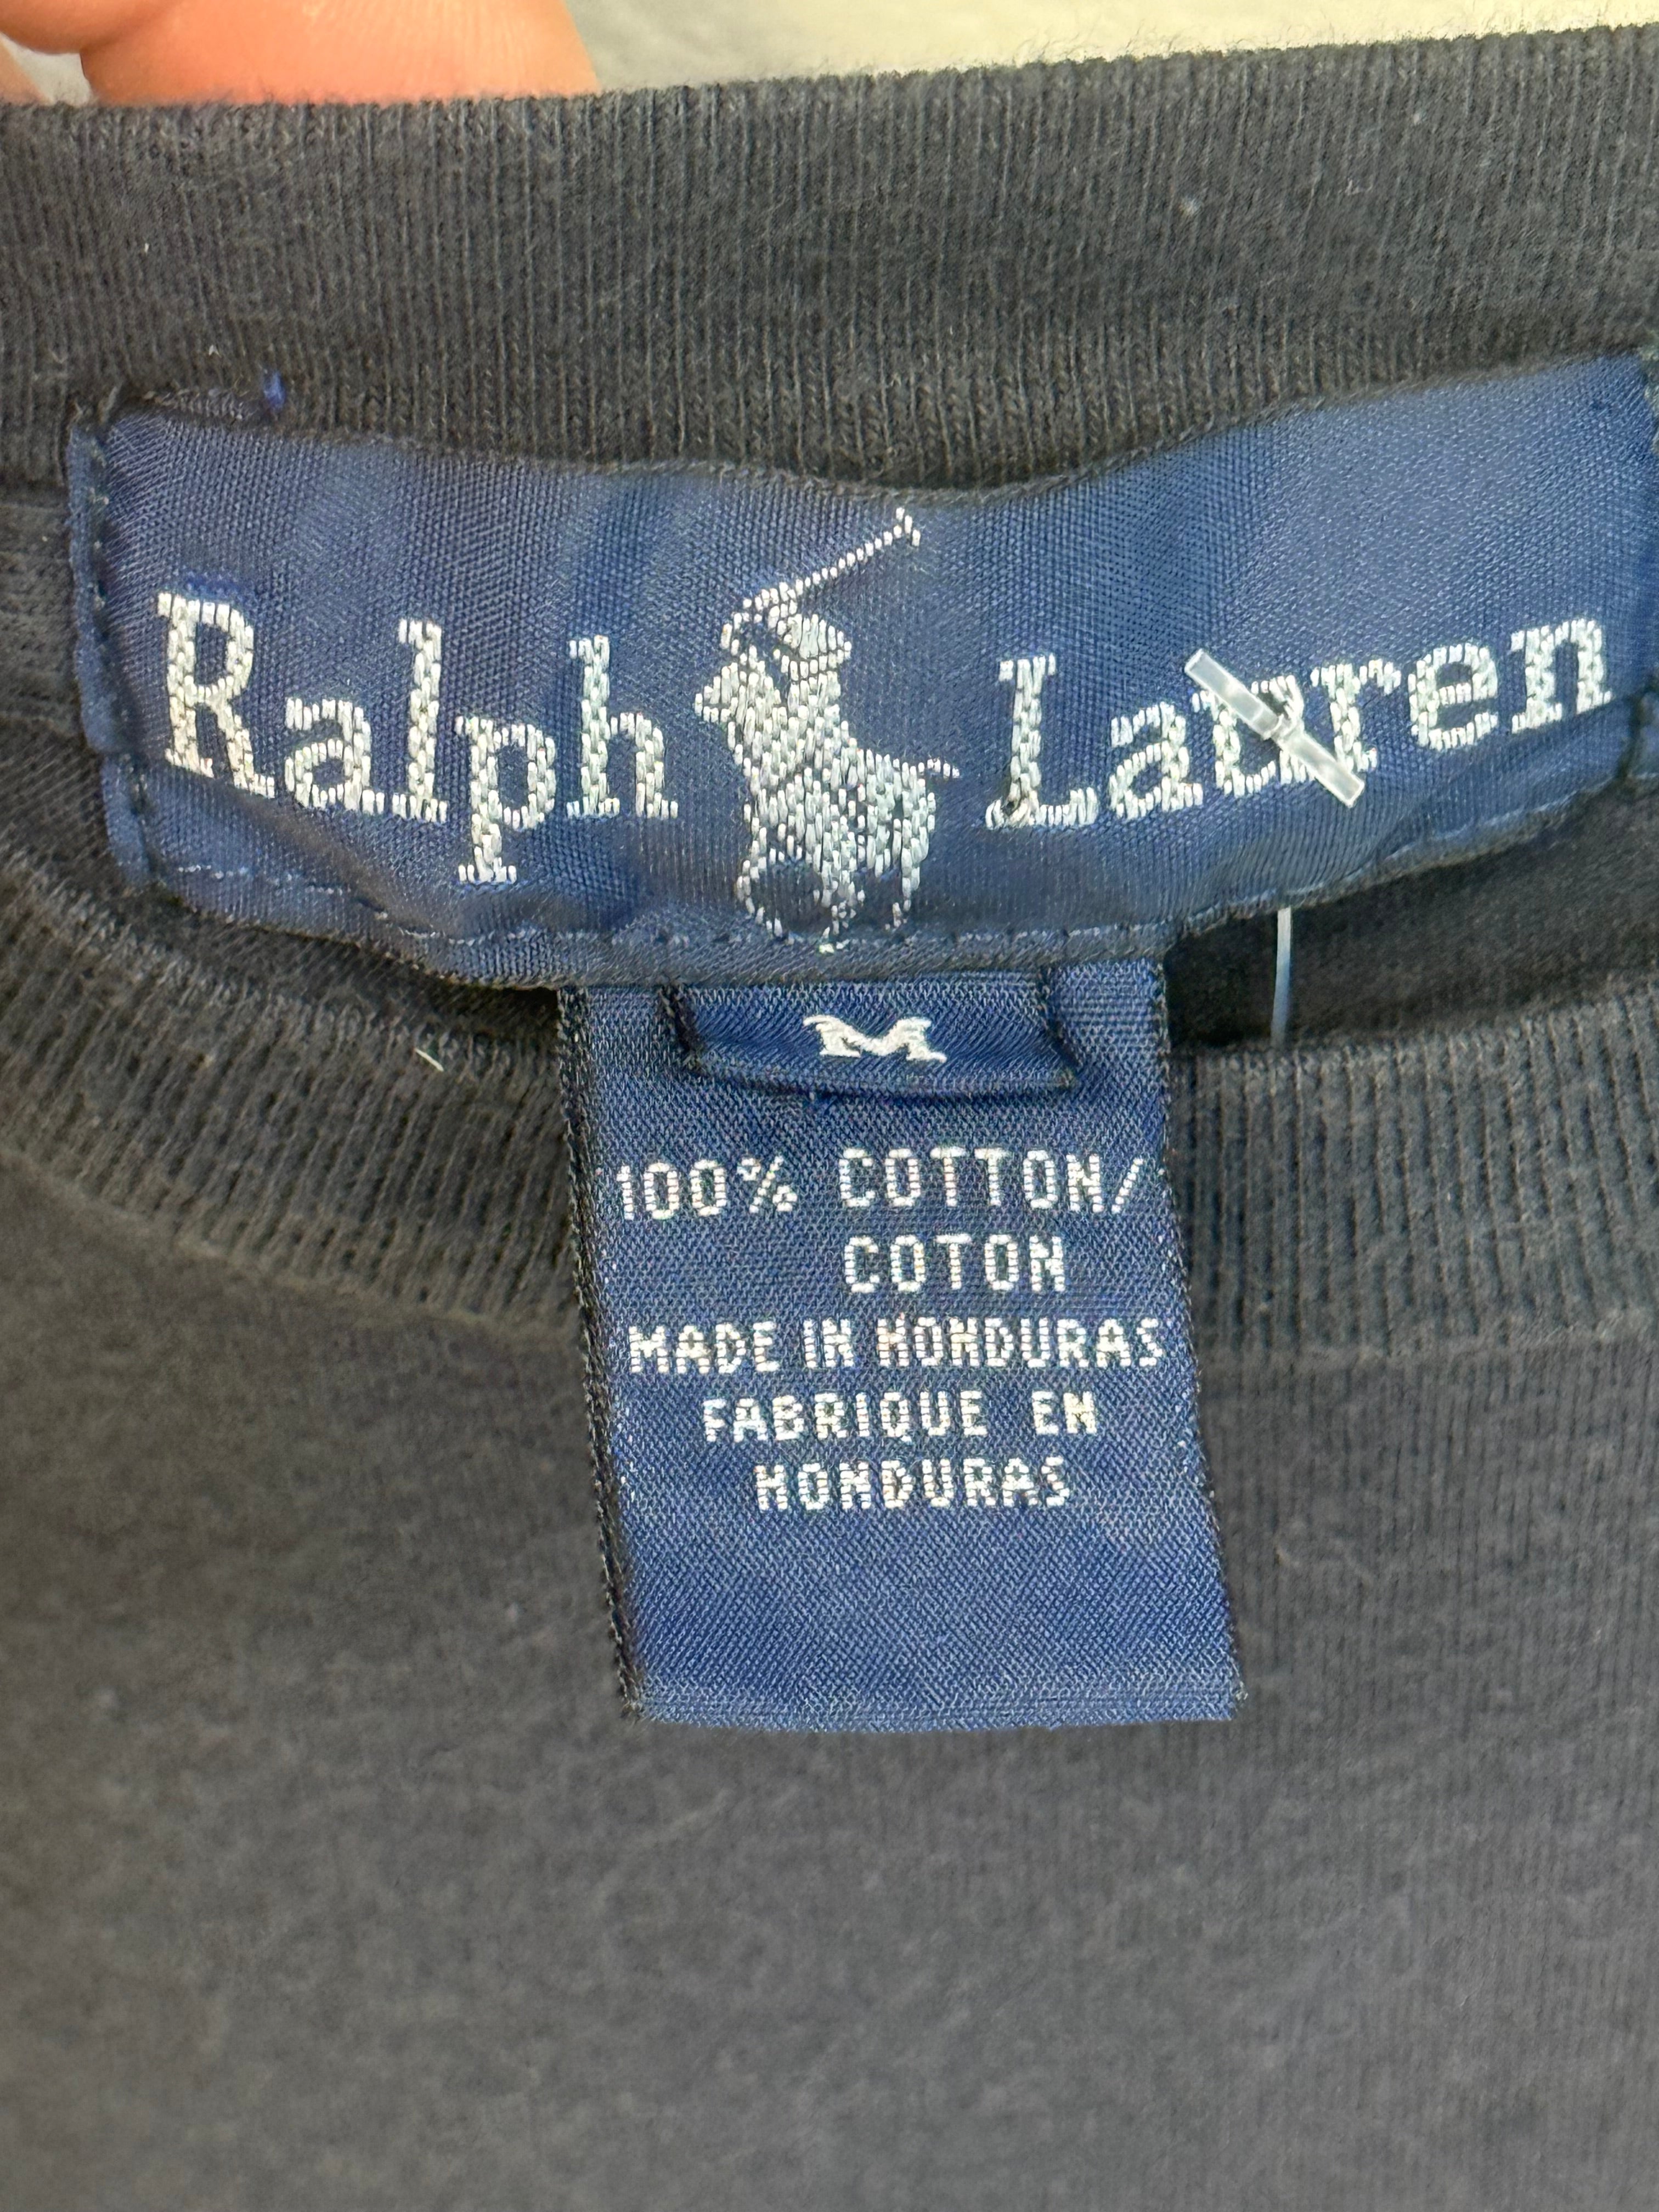 Ralph Lauren
M
100% COTTON/
COTON
MADE IN HONDURAS
FABRIQUE EN
HONDURAS